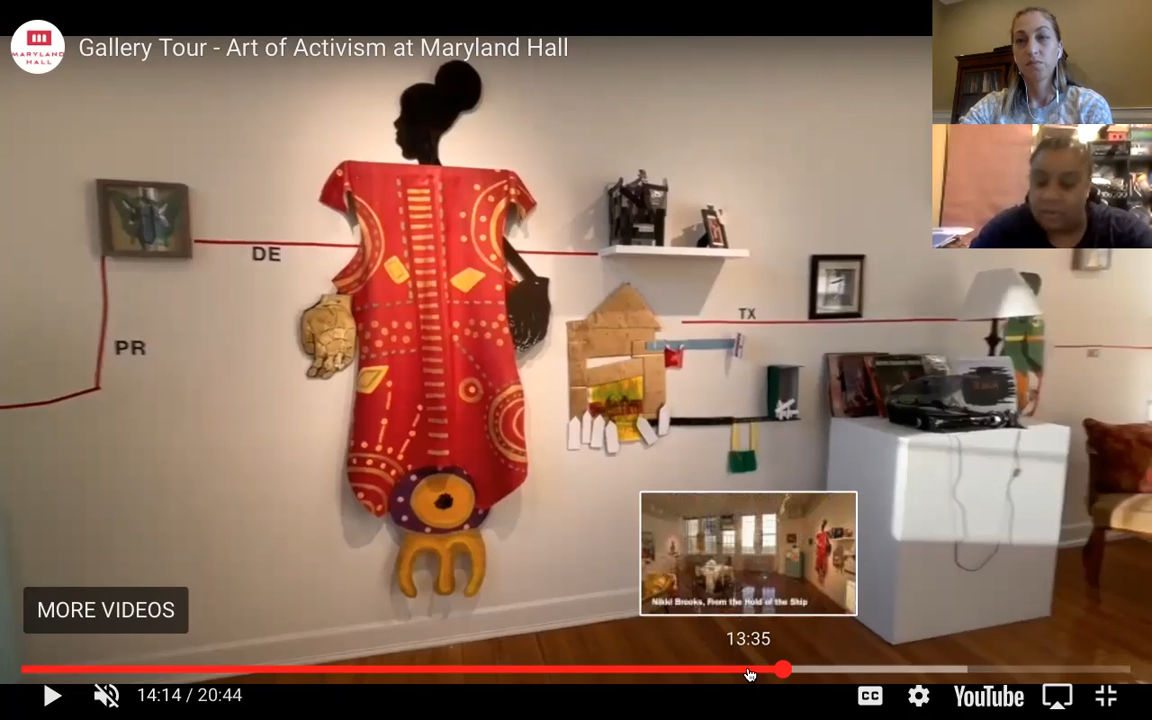 MARYLAND
HALL
Gallery Tour - Art of Activism at Maryland Hall
DE
TX
PR
Nikki Brooks, From the Hold of the Ship
MORE VIDEOS
13:35
14:14 / 20:44
CC
YouTube